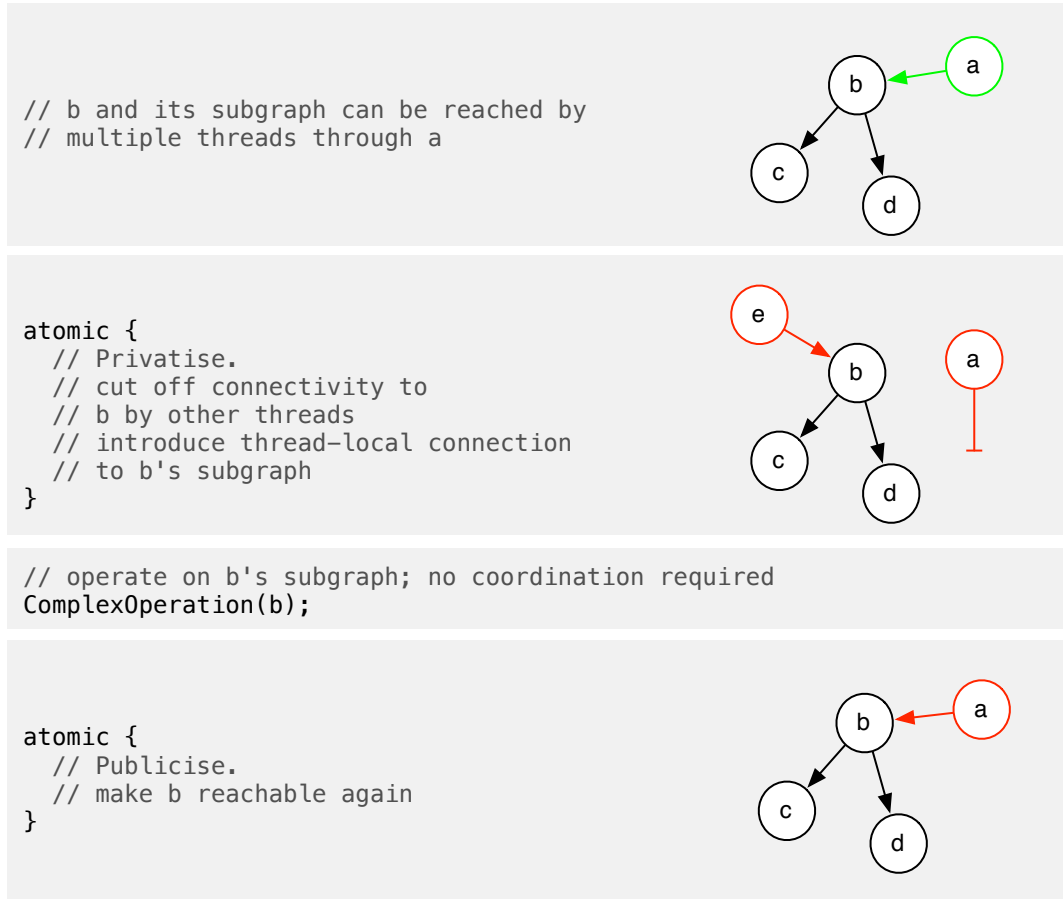 a
b
// b and its subgraph can be reached by
// multiple threads through a
c
d
e
atomic {
// Privatise.
a
// cut off connectivity to
b
// b by other threads
// introduce thread-local connection
c
// to b's subgraph
d
}
// operate on b's subgraph; no coordination required
ComplexOperation(b);
a
b
atomic {
// Publicise.
// make b reachable again
c
}
d